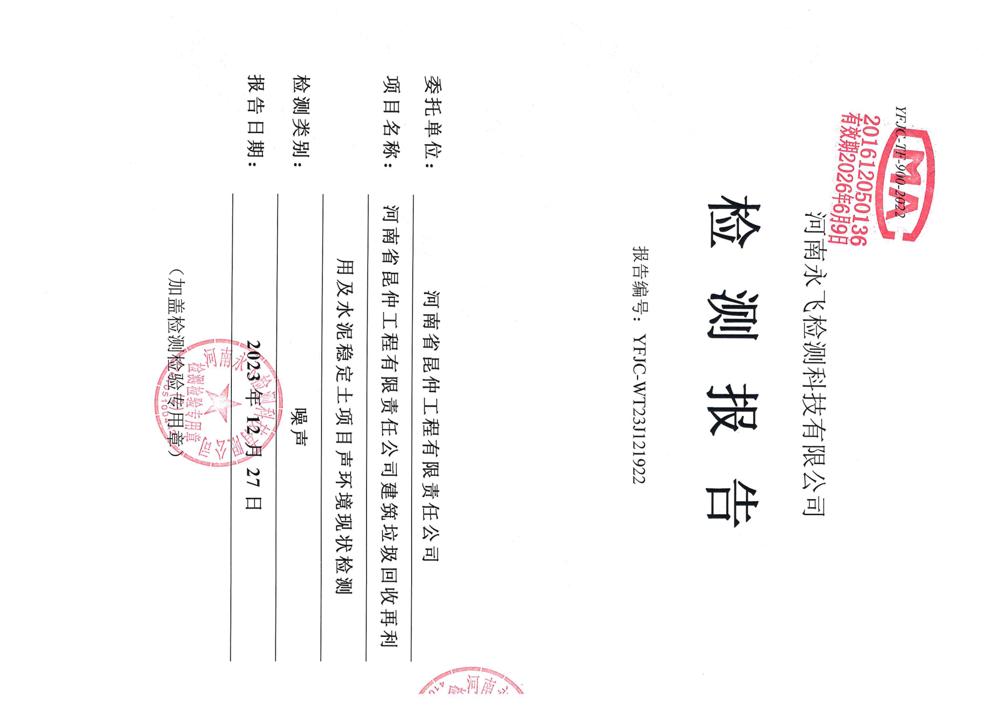 YFJC-TF-900-2022
MA
201612050136
有效期2026年6月9日
河南永飞检测科技有限公司
检测报告
报告编号：YFJC-WT23J121922
委托单位： 河南省昆仲工程有限责任公司
项目名称： 河南省昆仲工程有限责任公司建筑垃圾回收再利
用及水泥稳定土项目声环境现状检测
检测类别： 噪声
报告日期： 2023年12月27日
（加盖检测检验专用章）
河南永飞检测科技有限公司
检测检验专用章
河南